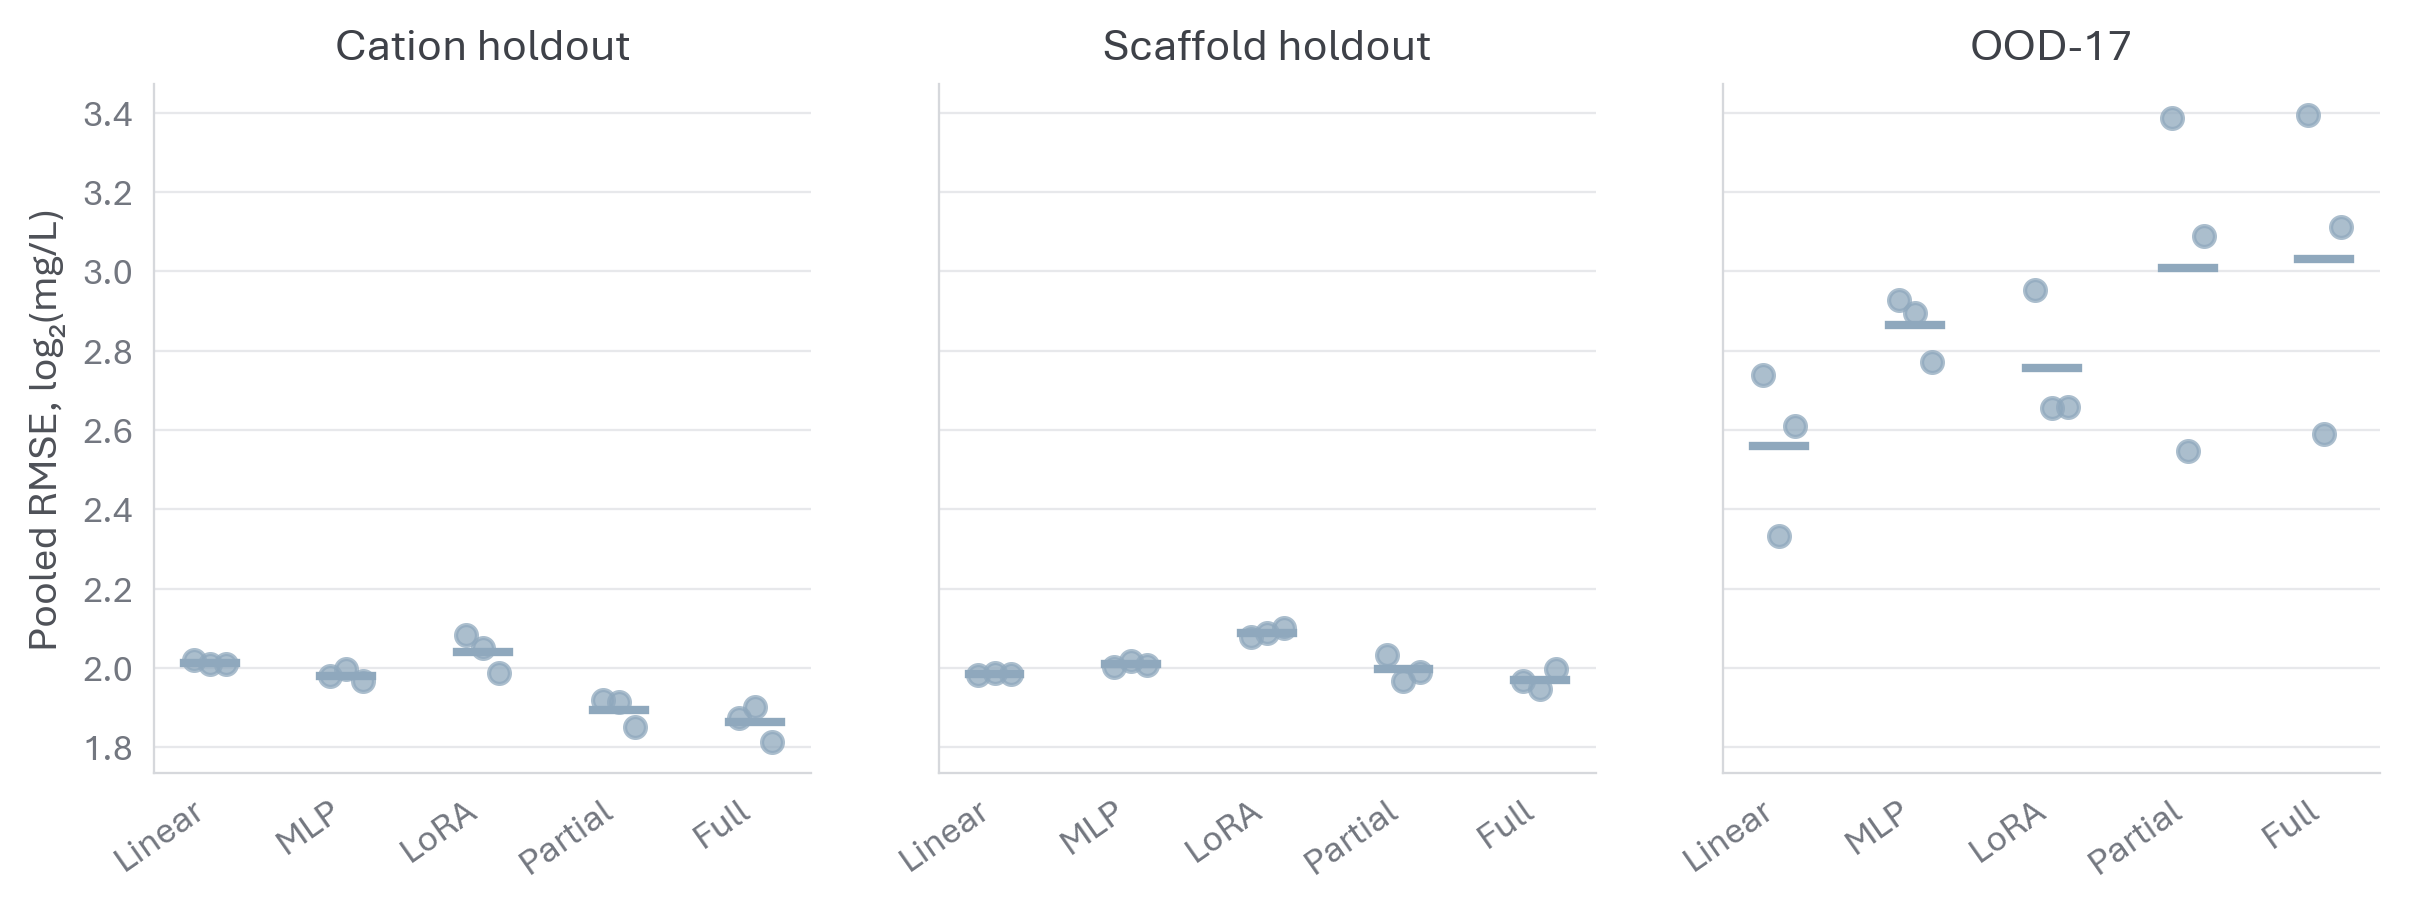 Cation holdout
Scaffold holdout
OOD-17
Pooled RMSE, log₂(mg/L)
3.4
3.2
3.0
2.8
2.6
2.4
2.2
2.0
1.8
Linear
MLP
LoRA
Partial
Full
Linear
MLP
LoRA
Partial
Full
Linear
MLP
LoRA
Partial
Full